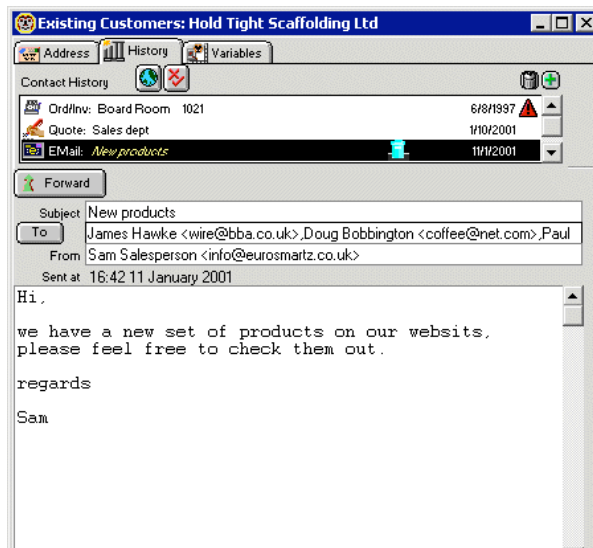 Existing Customers: Hold Tight Scaffolding Ltd
Address History Variables
Contact History
Ord/Inv: Board Room 1021 6/8/1997
Quote: Sales dept 1/10/2001
EMail: New products 11/1/2001
Forward
Subject New products
To James Hawke <wire@bba.co.uk>,Doug Bobbington <coffee@net.com>,Paul
From Sam Salesperson <info@eurosmartz.co.uk>
Sent at 16:42 11 January 2001
Hi,
we have a new set of products on our websits,
please feel free to check them out.
regards
Sam